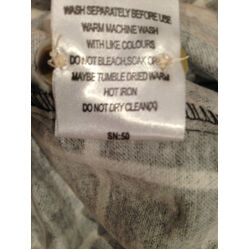 WASH SEPARATELY BEFORE USE
WARM MACHINE WASH
WITH LIKE COLOURS
DO NOT BLEACH, SOAK OR
MAYBE TUMBLE DRIED WARM
HOT IRON
DO NOT DRY CLEAN
SN:50